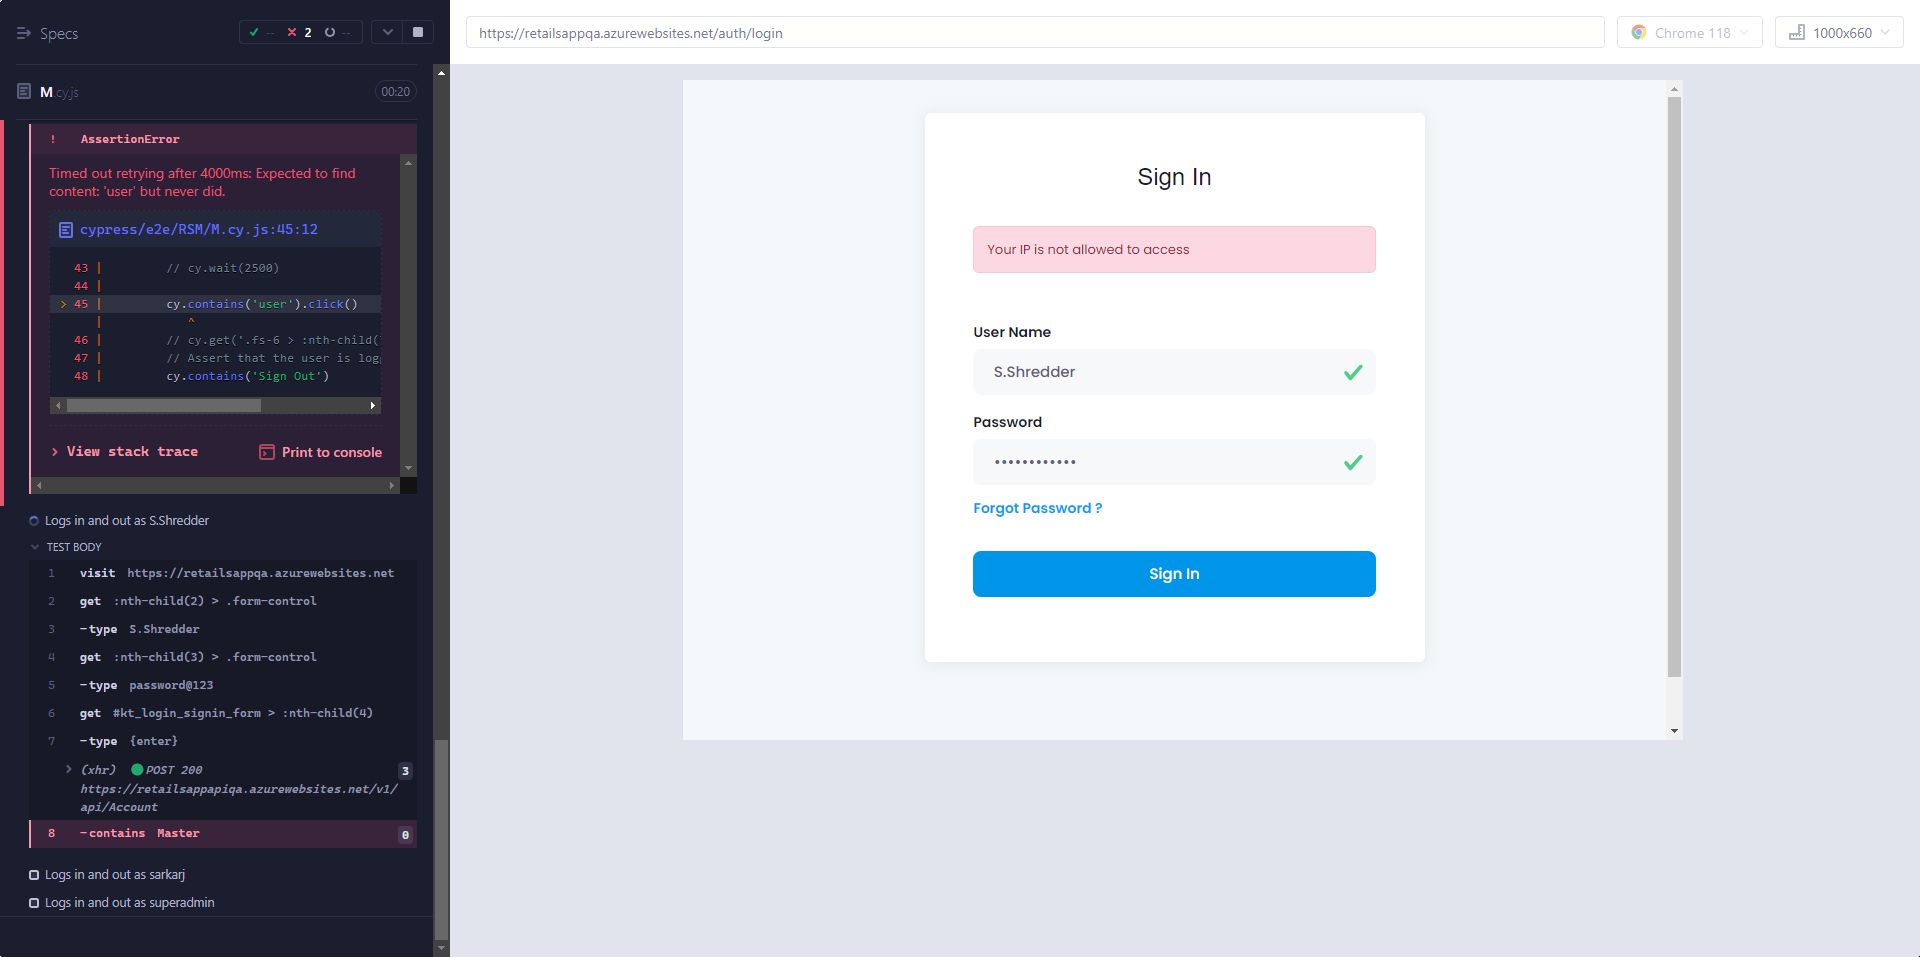 Specs
--
2
--
M.cy.js
00:20
! AssertionError
Timed out retrying after 4000ms: Expected to find
content: 'user' but never did.
cypress/e2e/RSM/M.cy.js:45:12
43 | // cy.wait(2500)
44 |
> 45 | cy.contains('user').click()
| ^
46 | // cy.get('.fs-6 > :nth-child(
47 | // Assert that the user is log
48 | cy.contains('Sign Out')
> View stack trace
Print to console
Logs in and out as S.Shredder
TEST BODY
1 visit https://retailsappqa.azurewebsites.net
2 get :nth-child(2) > .form-control
3 -type S.Shredder
4 get :nth-child(3) > .form-control
5 -type password@123
6 get #kt_login_signin_form > :nth-child(4)
7 -type {enter}
(xhr) POST 200 3
https://retailsappapiqa.azurewebsites.net/v1/
api/Account
8 -contains Master 0
Logs in and out as sarkarj
Logs in and out as superadmin
https://retailsappqa.azurewebsites.net/auth/login
Chrome 118
1000x660
Sign In
Your IP is not allowed to access
User Name
S.Shredder
Password
••••••••••••
Forgot Password ?
Sign In